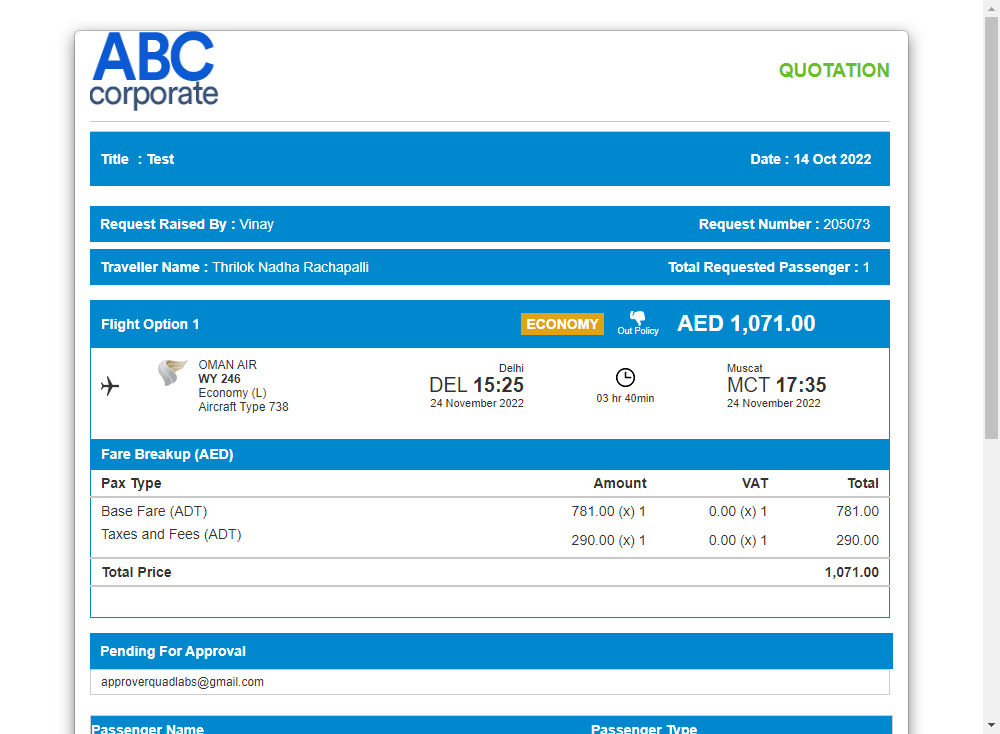 ABC
corporate
QUOTATION
Title : Test Date : 14 Oct 2022
Request Raised By : Vinay Request Number : 205073
Traveller Name : Thrilok Nadha Rachapalli Total Requested Passenger : 1
Flight Option 1 ECONOMY Out Policy AED 1,071.00
OMAN AIR
WY 246
Economy (L)
Aircraft Type 738
Delhi
DEL 15:25
24 November 2022
03 hr 40min
Muscat
MCT 17:35
24 November 2022
Fare Breakup (AED)
Pax Type Amount VAT Total
Base Fare (ADT) 781.00 (x) 1 0.00 (x) 1 781.00
Taxes and Fees (ADT) 290.00 (x) 1 0.00 (x) 1 290.00
Total Price 1,071.00
Pending For Approval
approverquadlabs@gmail.com
Passenger Name Passenger Type